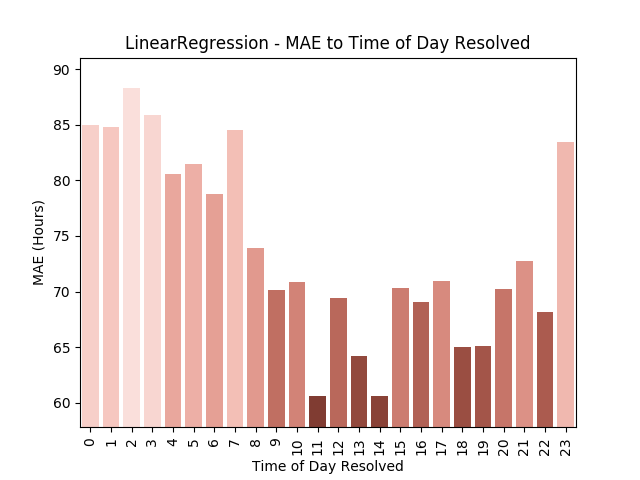 LinearRegression - MAE to Time of Day Resolved
MAE (Hours)
90
85
80
75
70
65
60
0 1 2 3 4 5 6 7 8 9 10 11 12 13 14 15 16 17 18 19 20 21 22 23
Time of Day Resolved